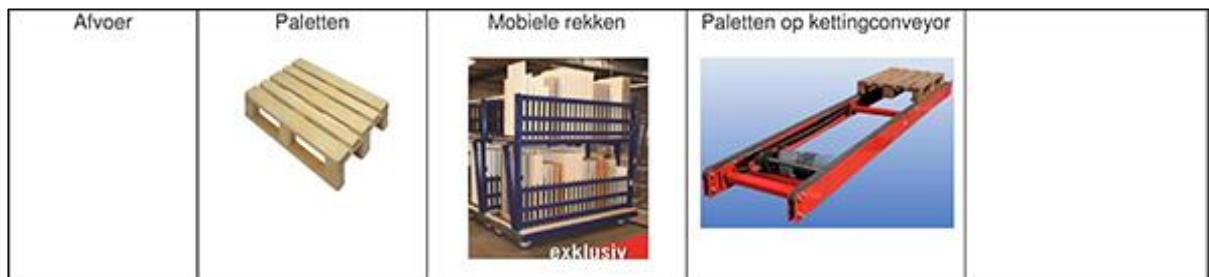 Afvoer
Paletten
Mobiele rekken
Paletten op kettingconveyor
exklusiv